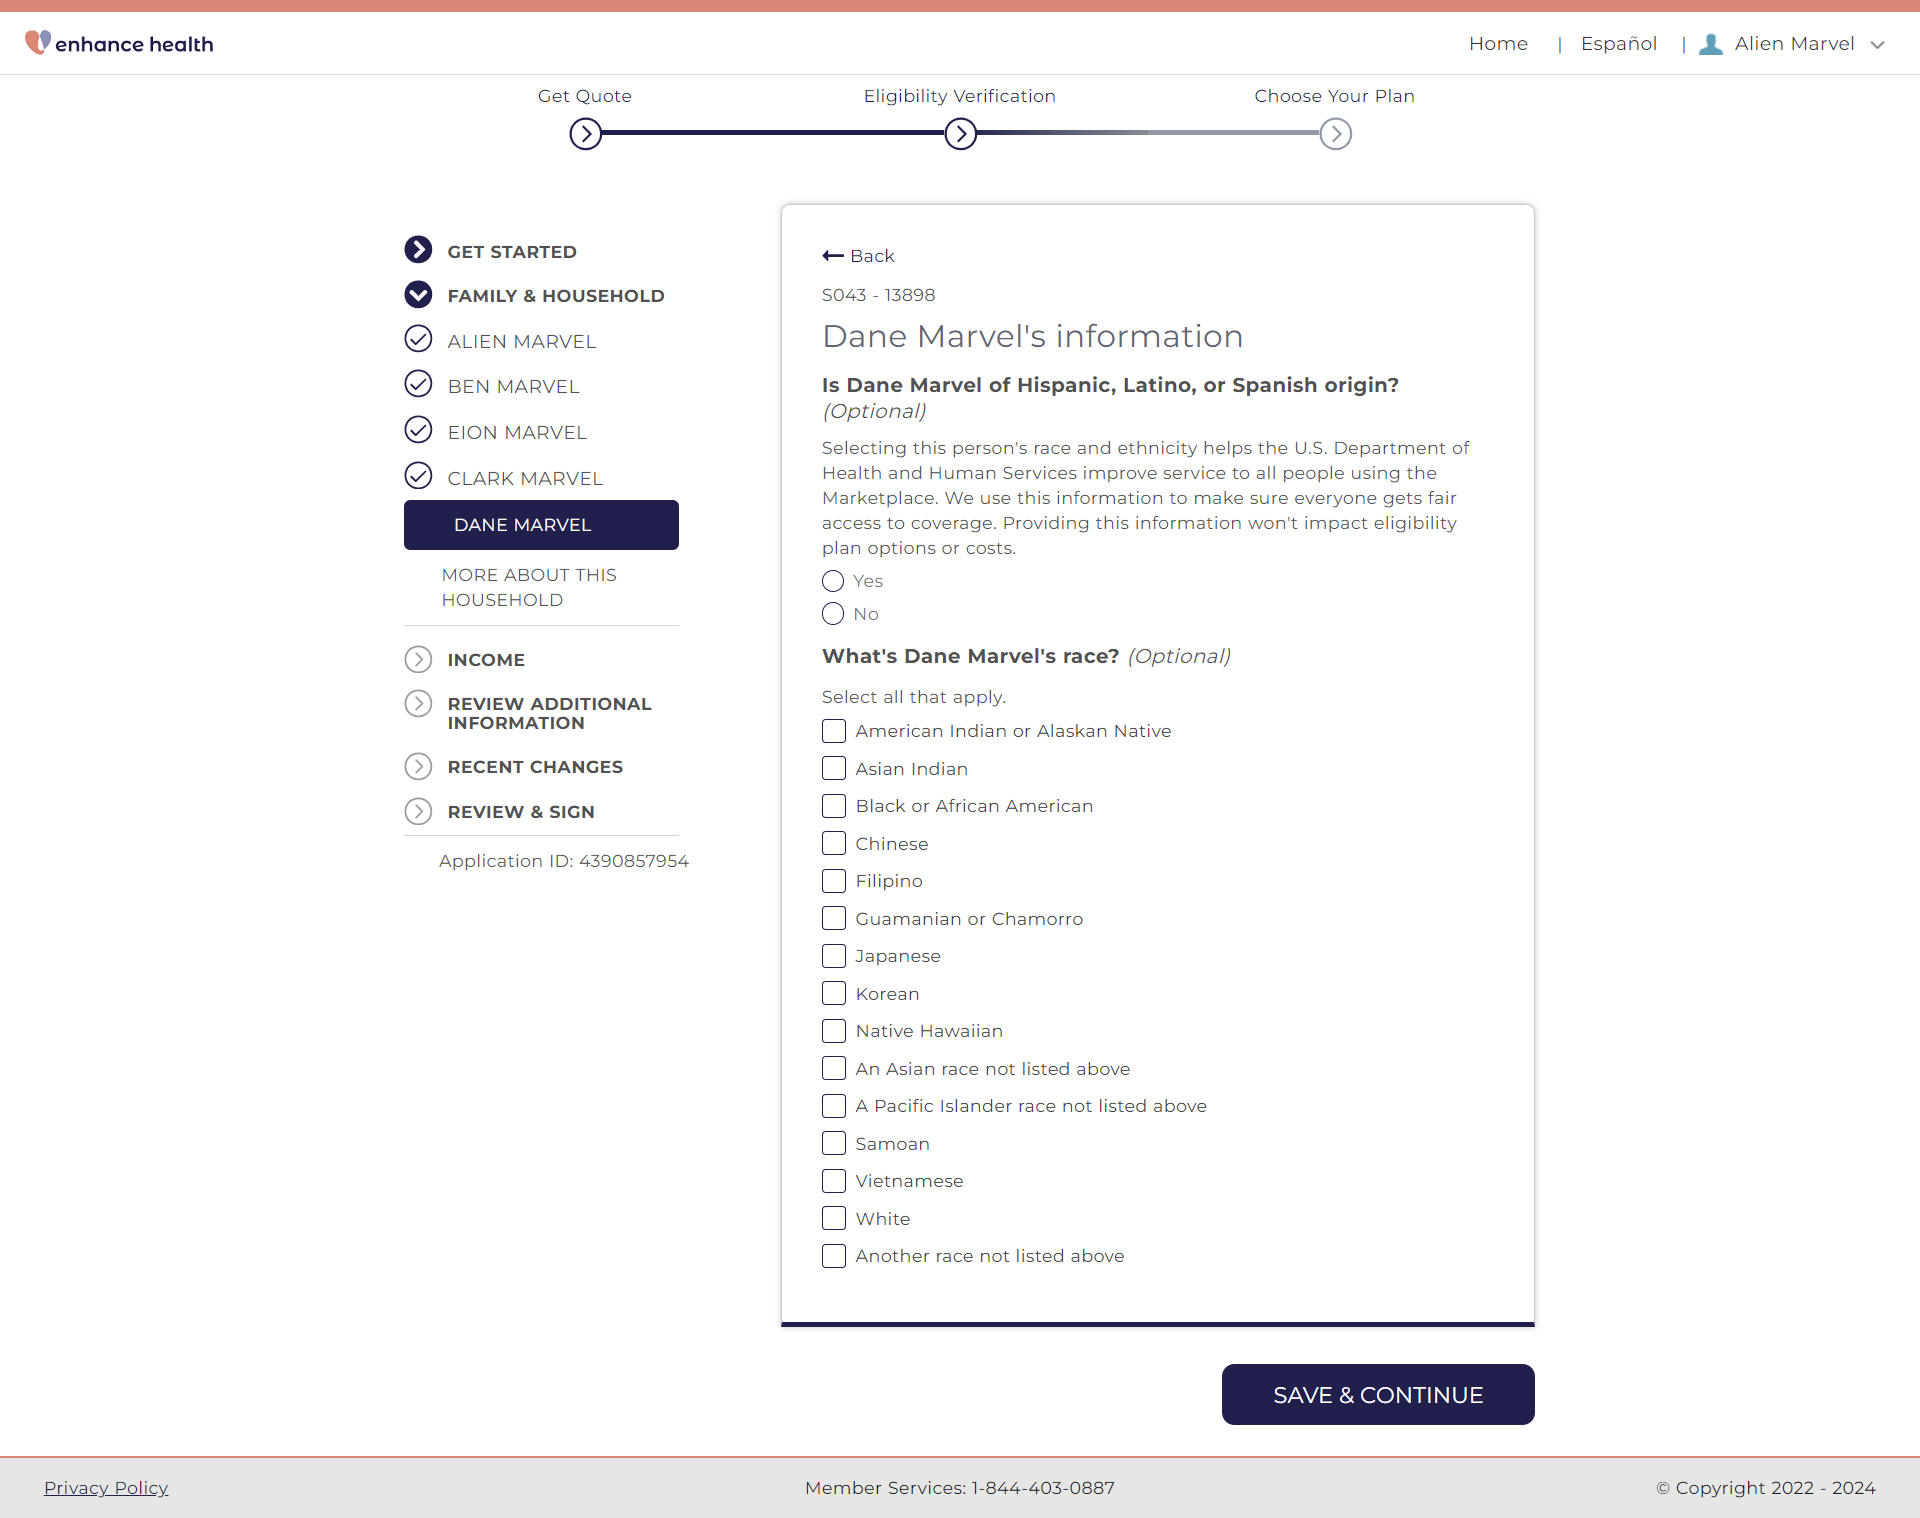 enhance health
Home | Español | Alien Marvel
Get Quote
Eligibility Verification
Choose Your Plan
GET STARTED
FAMILY & HOUSEHOLD
ALIEN MARVEL
BEN MARVEL
EION MARVEL
CLARK MARVEL
DANE MARVEL
MORE ABOUT THIS
HOUSEHOLD
INCOME
REVIEW ADDITIONAL
INFORMATION
RECENT CHANGES
REVIEW & SIGN
Application ID: 4390857954
Back
S043 - 13898
Dane Marvel's information
Is Dane Marvel of Hispanic, Latino, or Spanish origin?
(Optional)
Selecting this person's race and ethnicity helps the U.S. Department of
Health and Human Services improve service to all people using the
Marketplace. We use this information to make sure everyone gets fair
access to coverage. Providing this information won't impact eligibility
plan options or costs.
Yes
No
What's Dane Marvel's race? (Optional)
Select all that apply.
American Indian or Alaskan Native
Asian Indian
Black or African American
Chinese
Filipino
Guamanian or Chamorro
Japanese
Korean
Native Hawaiian
An Asian race not listed above
A Pacific Islander race not listed above
Samoan
Vietnamese
White
Another race not listed above
SAVE & CONTINUE
Privacy Policy
Member Services: 1-844-403-0887
© Copyright 2022 - 2024